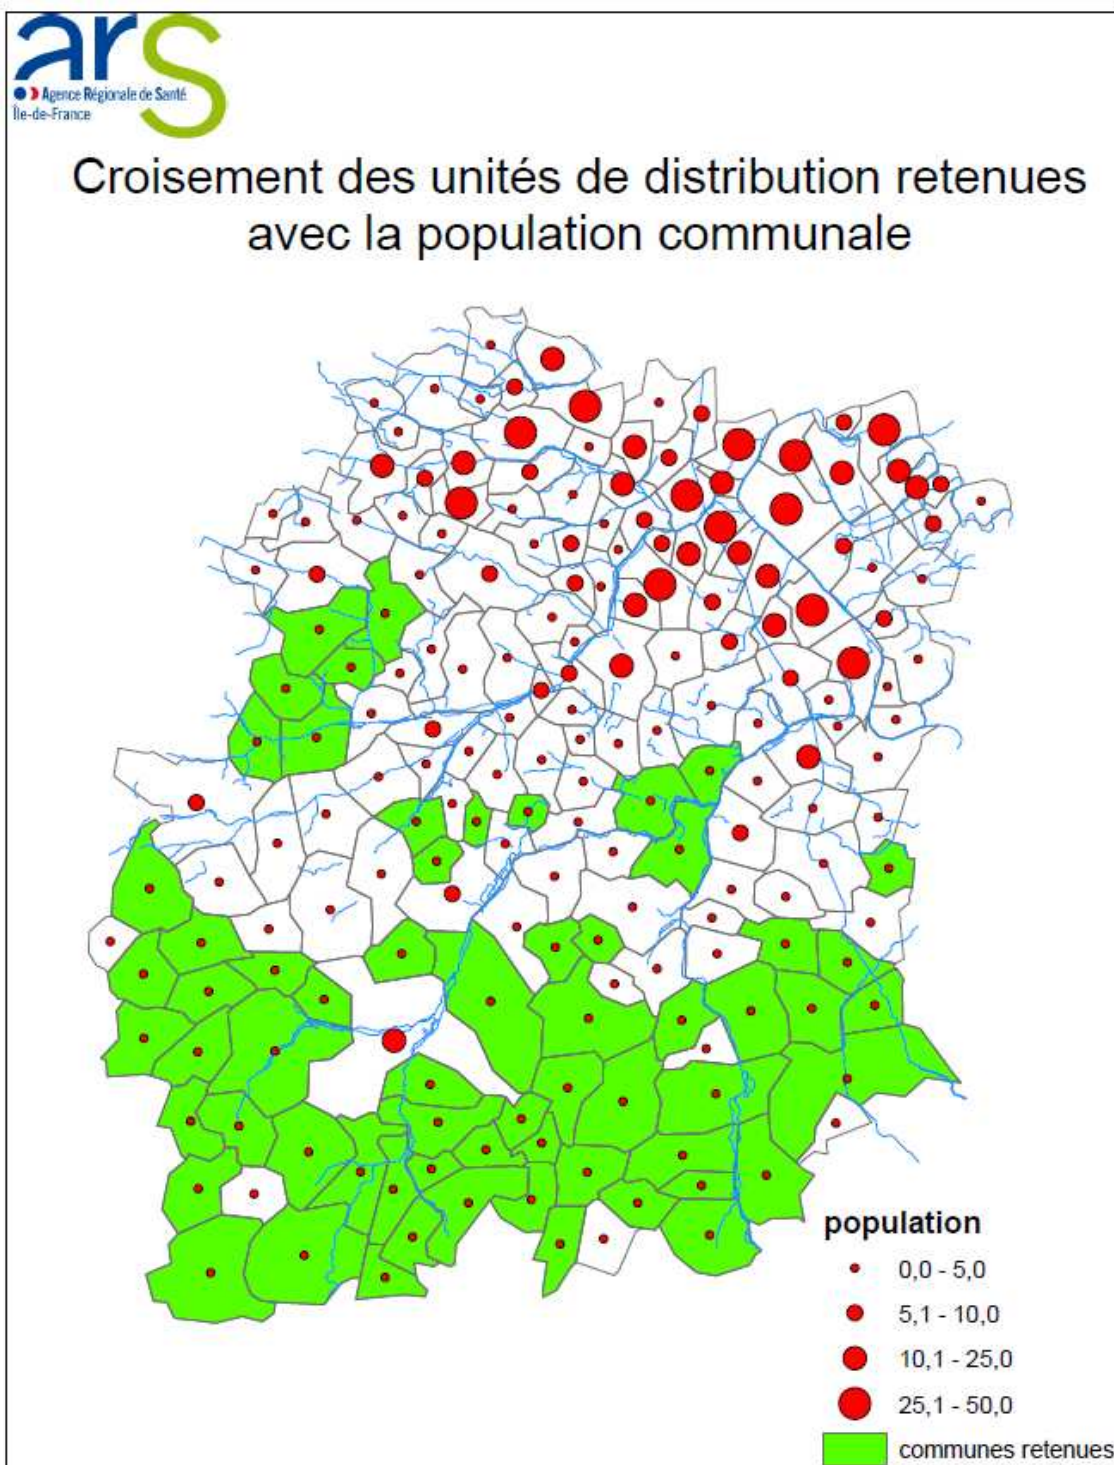 ars
Agence Régionale de Santé
Île-de-France
Croisement des unités de distribution retenues
avec la population communale
population
0,0 - 5,0
5,1 - 10,0
10,1 - 25,0
25,1 - 50,0
communes retenues